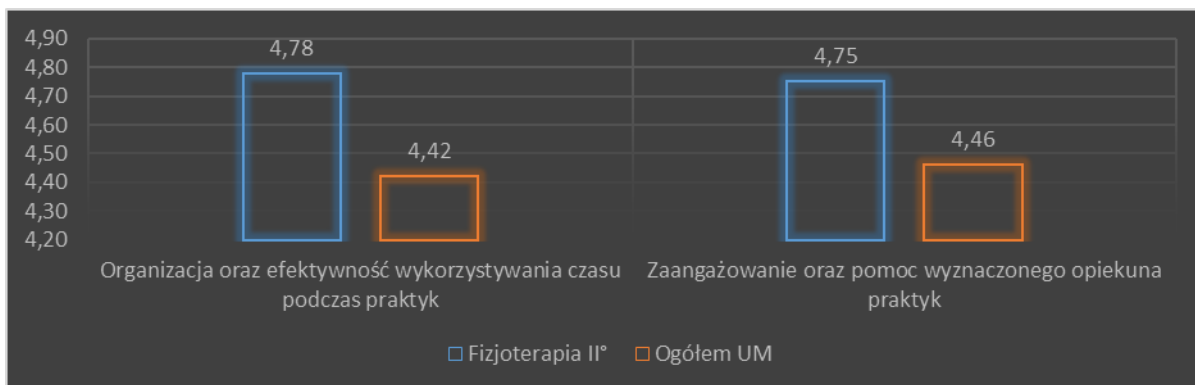 4,90
4,80
4,70
4,60
4,50
4,40
4,30
4,20
4,78
4,42
4,75
4,46
Organizacja oraz efektywność wykorzystywania czasu
podczas praktyk
Zaangażowanie oraz pomoc wyznaczonego opiekuna
praktyk
Fizjoterapia II° Ogółem UM